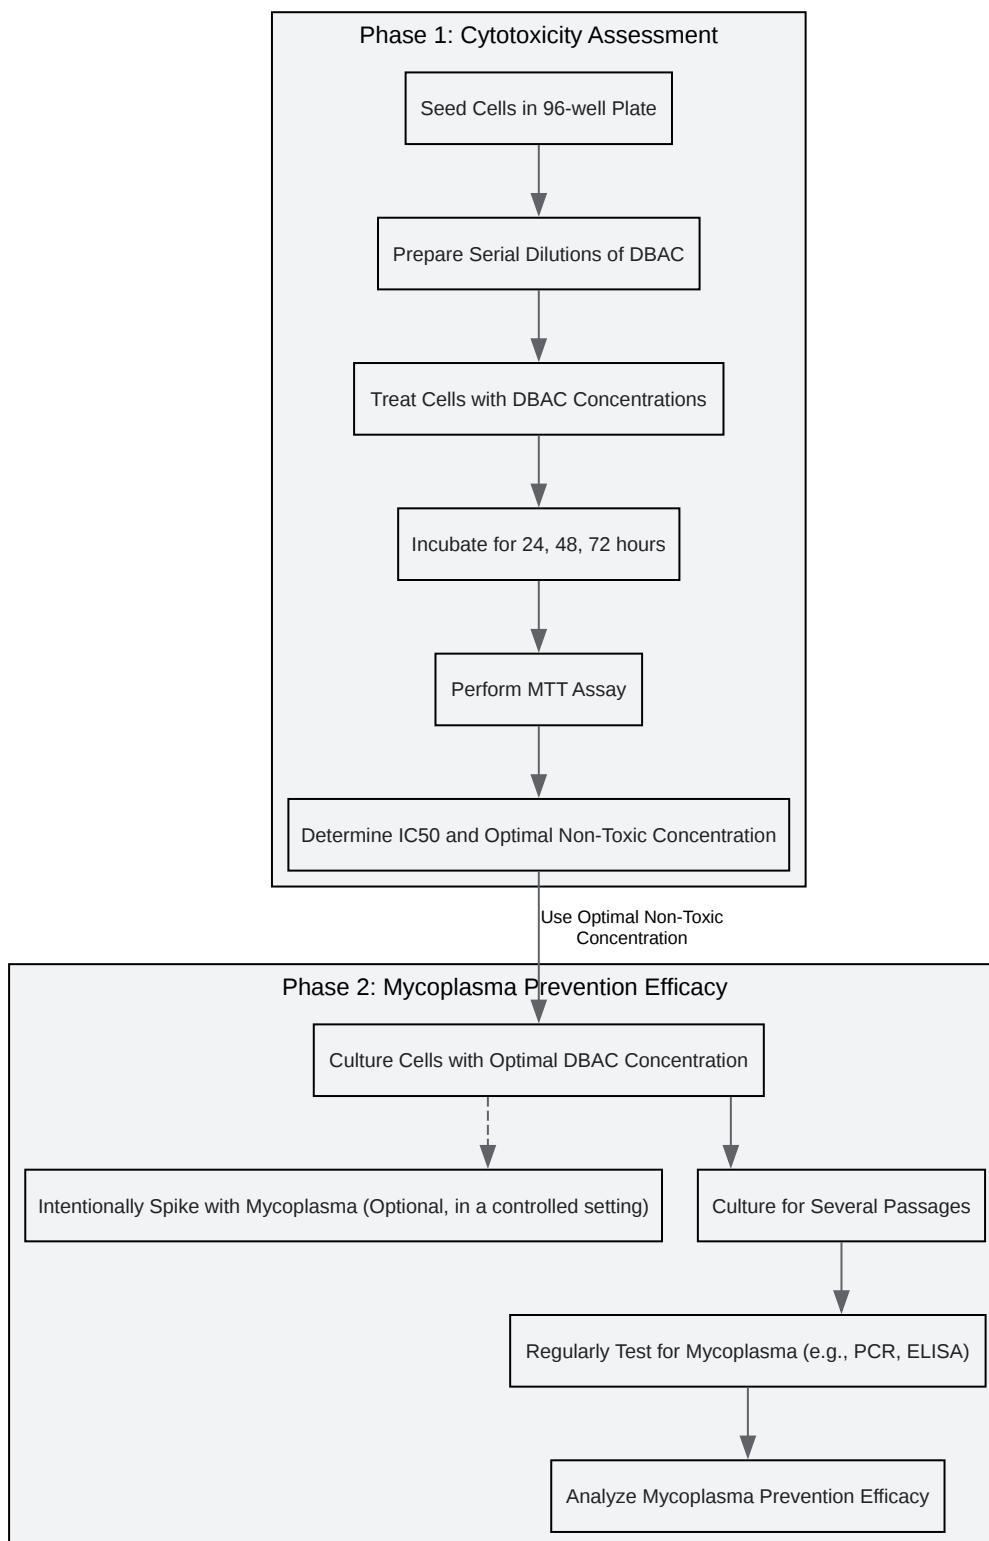 Phase 1: Cytotoxicity Assessment
Seed Cells in 96-well Plate
Prepare Serial Dilutions of DBAC
Treat Cells with DBAC Concentrations
Incubate for 24, 48, 72 hours
Perform MTT Assay
Determine IC50 and Optimal Non-Toxic Concentration
Use Optimal Non-Toxic
Concentration
Phase 2: Mycoplasma Prevention Efficacy
Culture Cells with Optimal DBAC Concentration
Intentionally Spike with Mycoplasma (Optional, in a controlled setting)
Culture for Several Passages
Regularly Test for Mycoplasma (e.g., PCR, ELISA)
Analyze Mycoplasma Prevention Efficacy